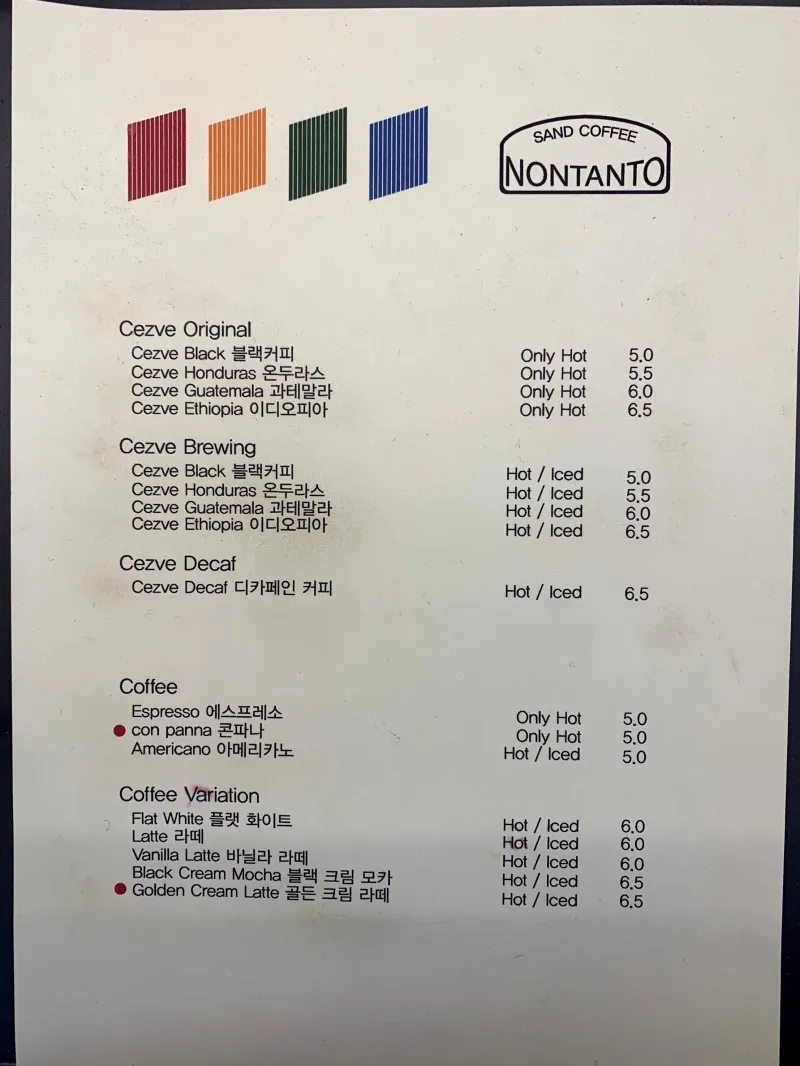 SAND COFFEE
NONTANTO
Cezve Original
Cezve Black 블랙커피 Only Hot 5.0
Cezve Honduras 온두라스 Only Hot 5.5
Cezve Guatemala 과테말라 Only Hot 6.0
Cezve Ethiopia 이디오피아 Only Hot 6.5
Cezve Brewing
Cezve Black 블랙커피 Hot / Iced 5.0
Cezve Honduras 온두라스 Hot / Iced 5.5
Cezve Guatemala 과테말라 Hot / Iced 6.0
Cezve Ethiopia 이디오피아 Hot / Iced 6.5
Cezve Decaf
Cezve Decaf 디카페인 커피 Hot / Iced 6.5
Coffee
Espresso 에스프레소 Only Hot 5.0
con panna 콘파나 Only Hot 5.0
Americano 아메리카노 Hot / Iced 5.0
Coffee Variation
Flat White 플랫 화이트 Hot / Iced 6.0
Latte 라떼 Hot / Iced 6.0
Vanilla Latte 바닐라 라떼 Hot / Iced 6.0
Black Cream Mocha 블랙 크림 모카 Hot / Iced 6.5
Golden Cream Latte 골든 크림 라떼 Hot / Iced 6.5